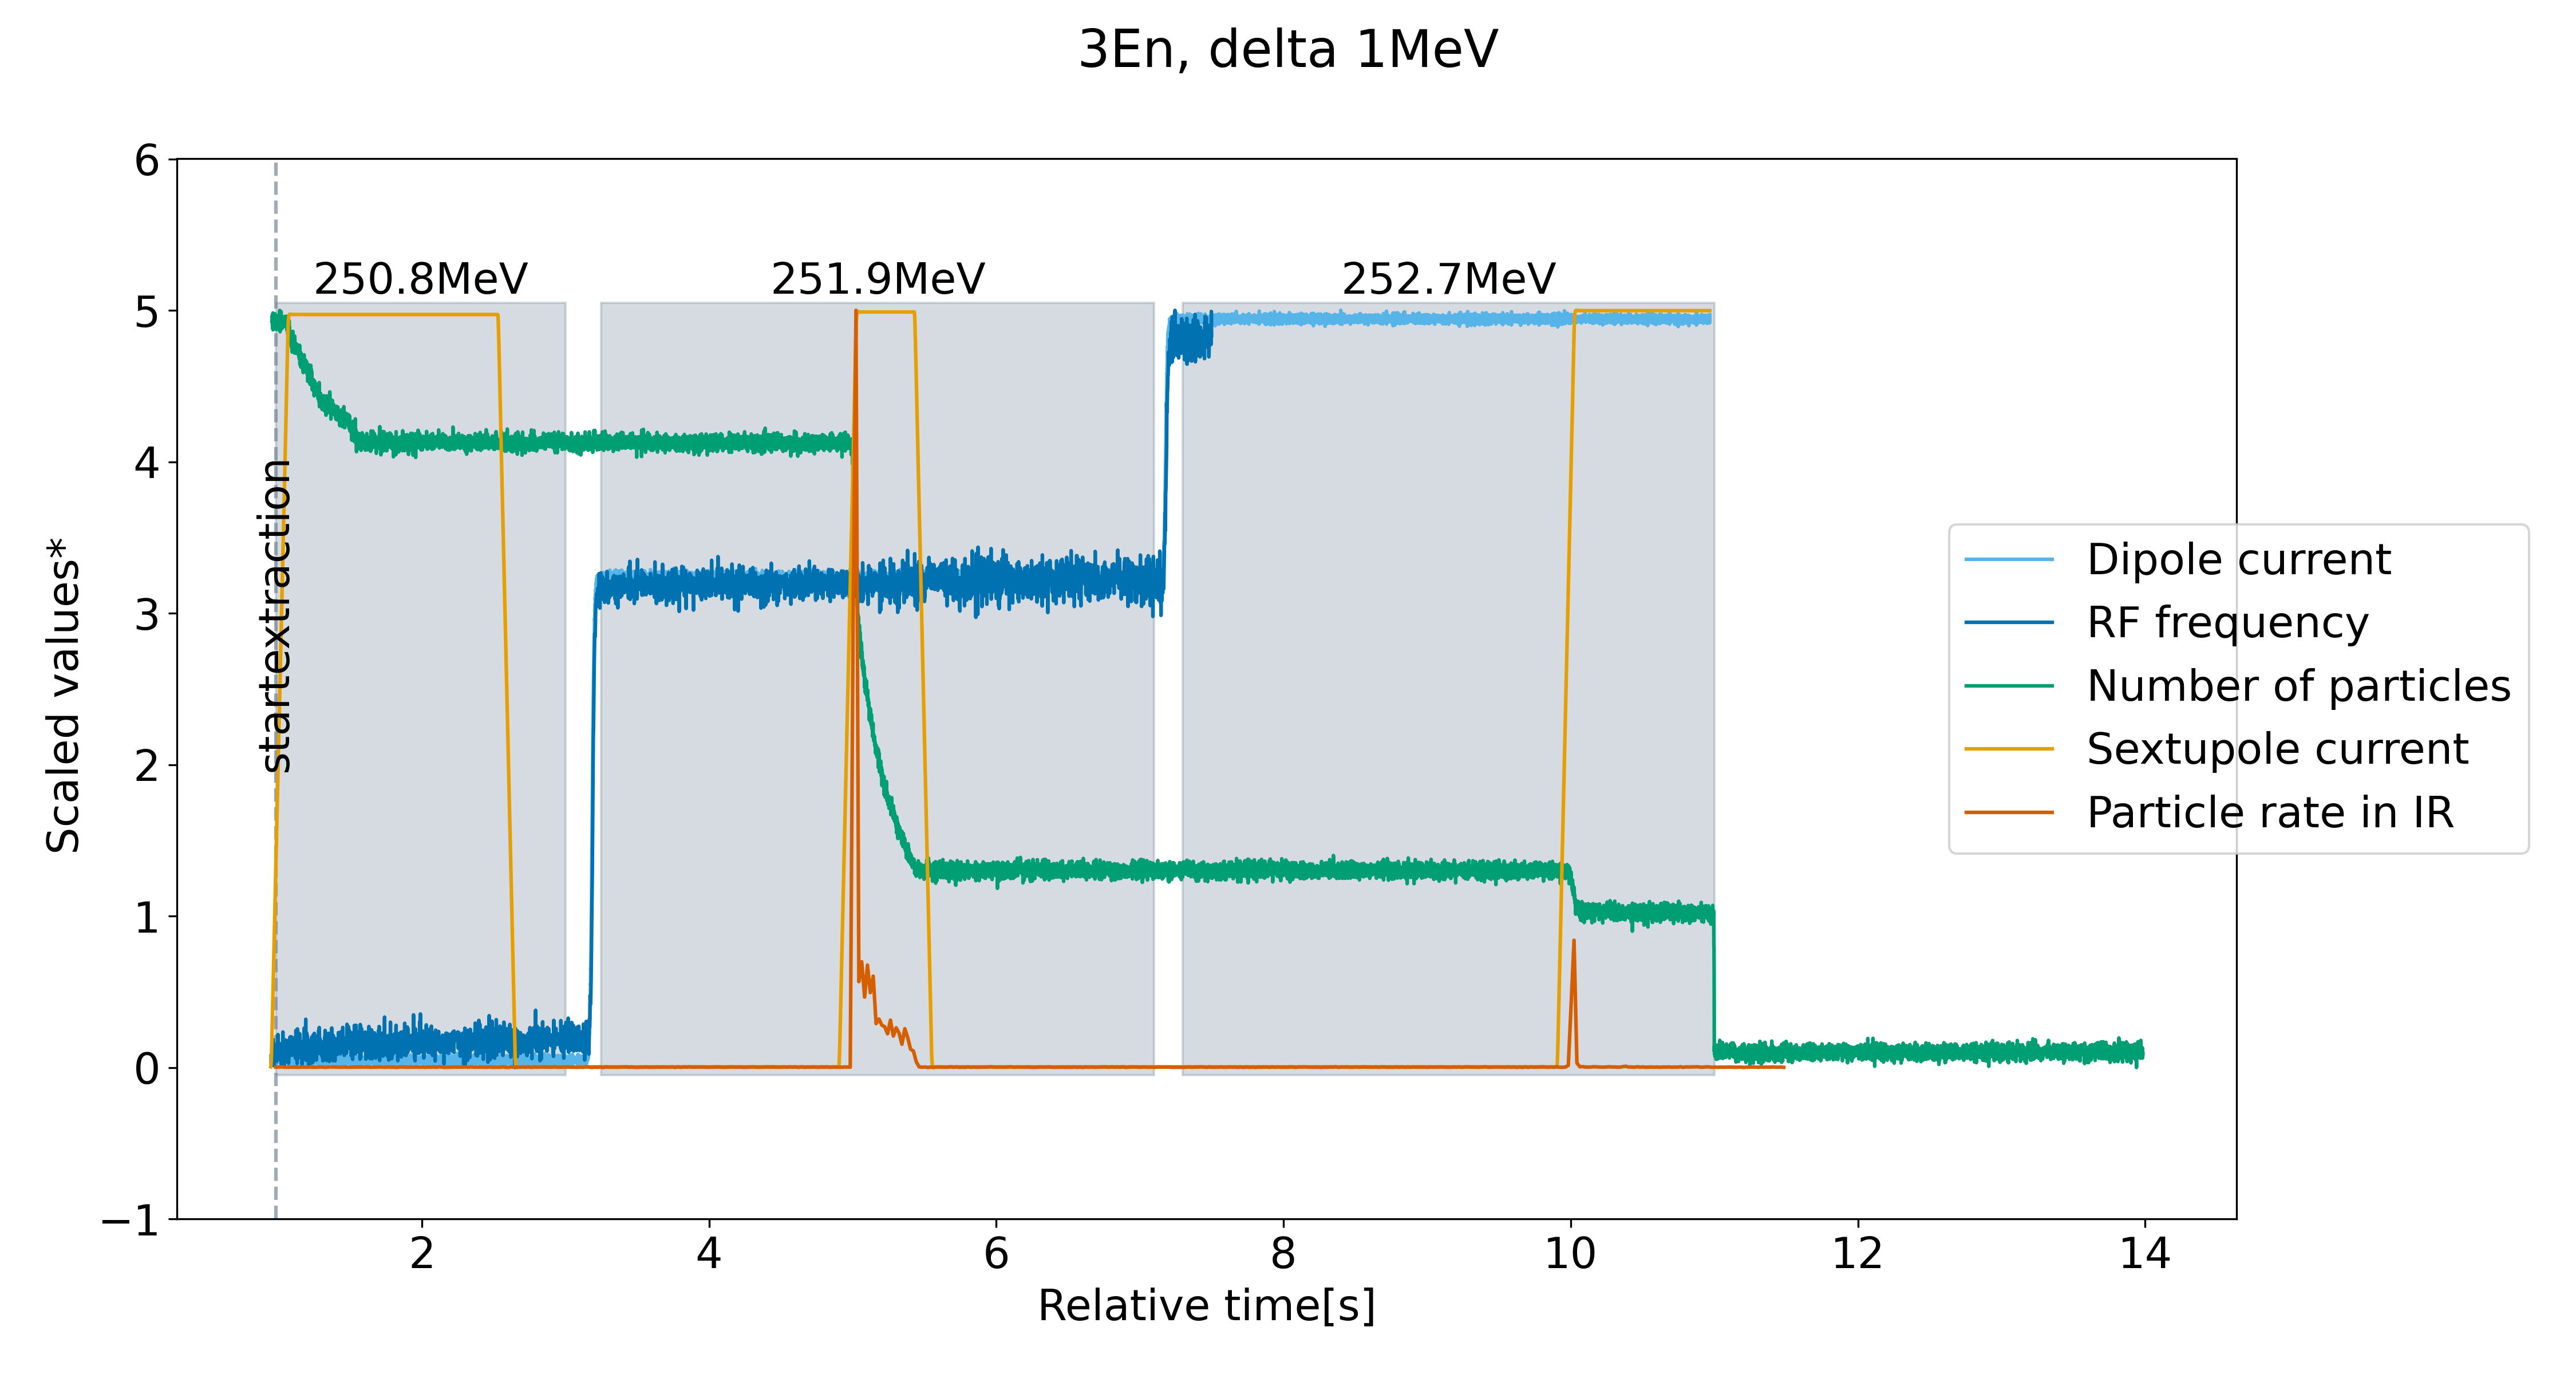 3En, delta 1MeV
6
5
4
3
2
1
0
−1
Scaled values*
startextraction
250.8MeV
251.9MeV
252.7MeV
Dipole current
RF frequency
Number of particles
Sextupole current
Particle rate in IR
2
4
6
8
10
12
14
Relative time[s]